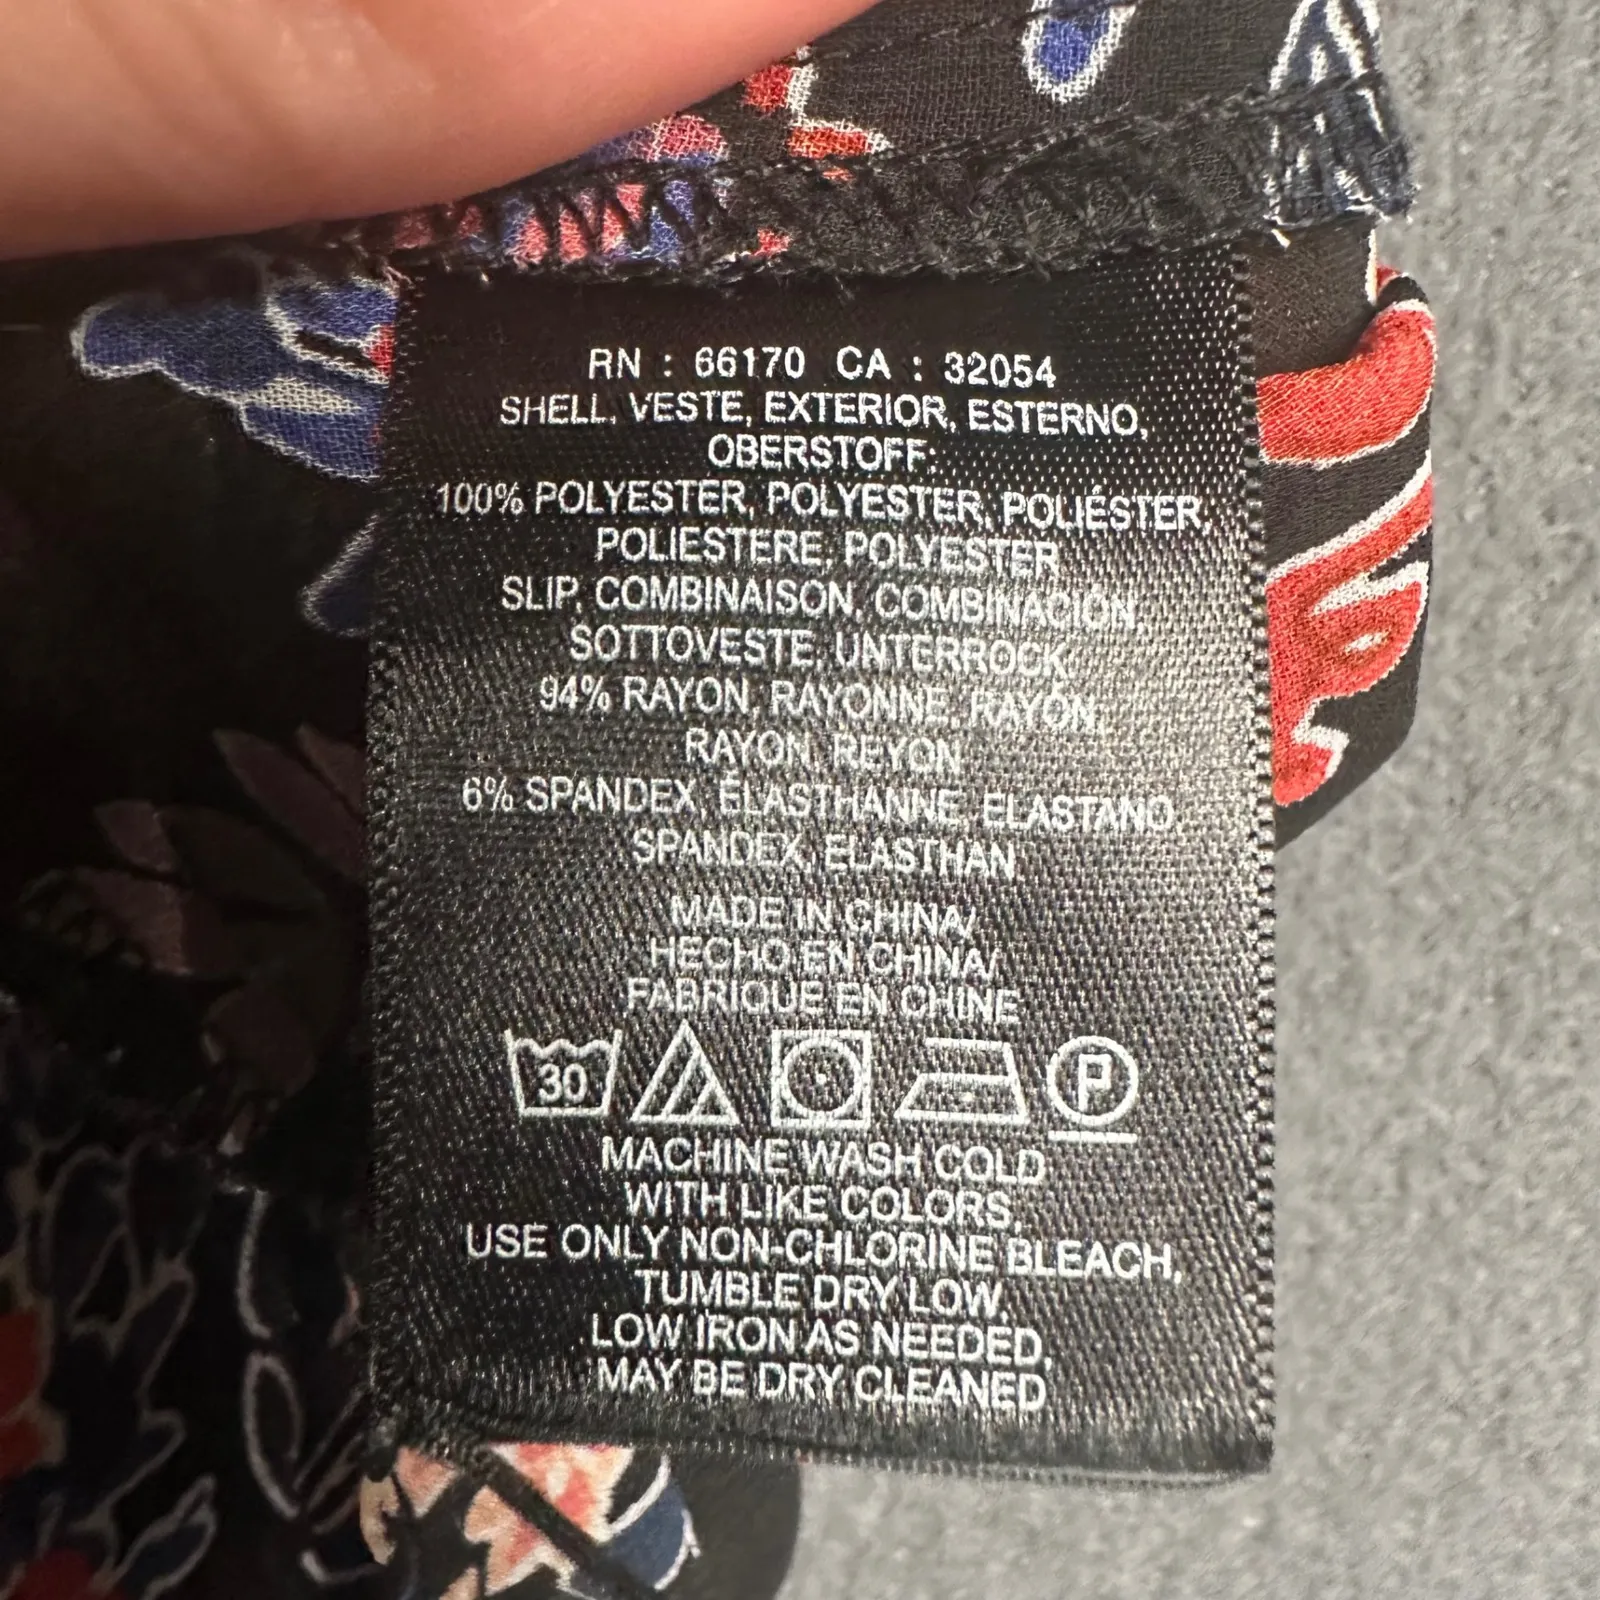 RN : 66170 CA : 32054
SHELL, VESTE, EXTERIOR, ESTERNO,
OBERSTOFF:
100% POLYESTER, POLYESTER, POLIÉSTER,
POLIESTERE, POLYESTER
SLIP, COMBINAISON, COMBINACIÓN,
SOTTOVESTE, UNTERROCK,
94% RAYON, RAYONNE, RAYÓN,
RAYON, REYON
6% SPANDEX, ÉLASTHANNE, ELASTANO,
SPANDEX, ELASTHAN
MADE IN CHINA/
HECHO EN CHINA/
FABRIQUÉ EN CHINE
30 P
MACHINE WASH COLD
WITH LIKE COLORS,
USE ONLY NON-CHLORINE BLEACH,
TUMBLE DRY LOW,
LOW IRON AS NEEDED,
MAY BE DRY CLEANED